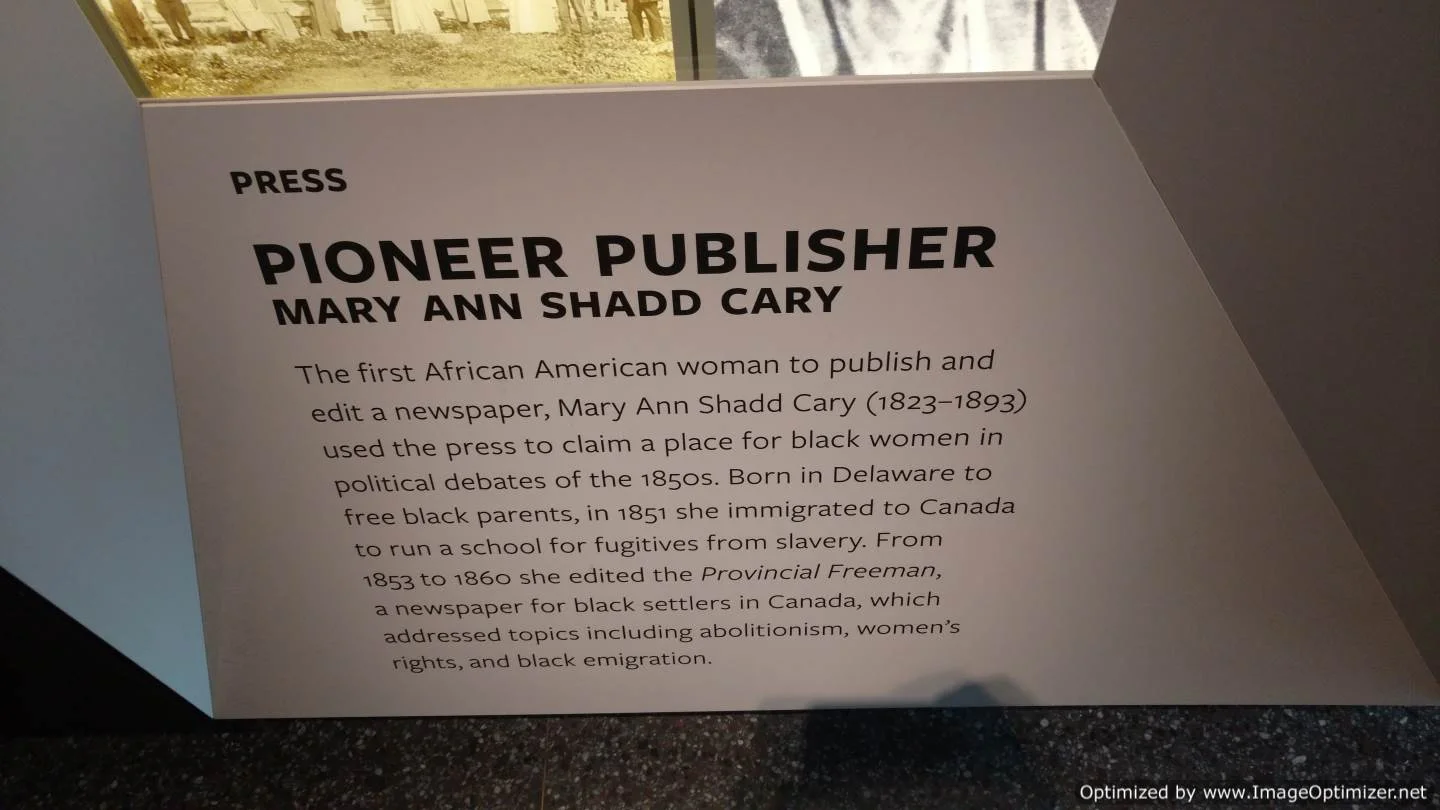 PRESS
PIONEER PUBLISHER
MARY ANN SHADD CARY
The first African American woman to publish and
edit a newspaper, Mary Ann Shadd Cary (1823–1893)
used the press to claim a place for black women in
political debates of the 1850s. Born in Delaware to
free black parents, in 1851 she immigrated to Canada
to run a school for fugitives from slavery. From
1853 to 1860 she edited the Provincial Freeman,
a newspaper for black settlers in Canada, which
addressed topics including abolitionism, women’s
rights, and black emigration.
Optimized by www.ImageOptimizer.net